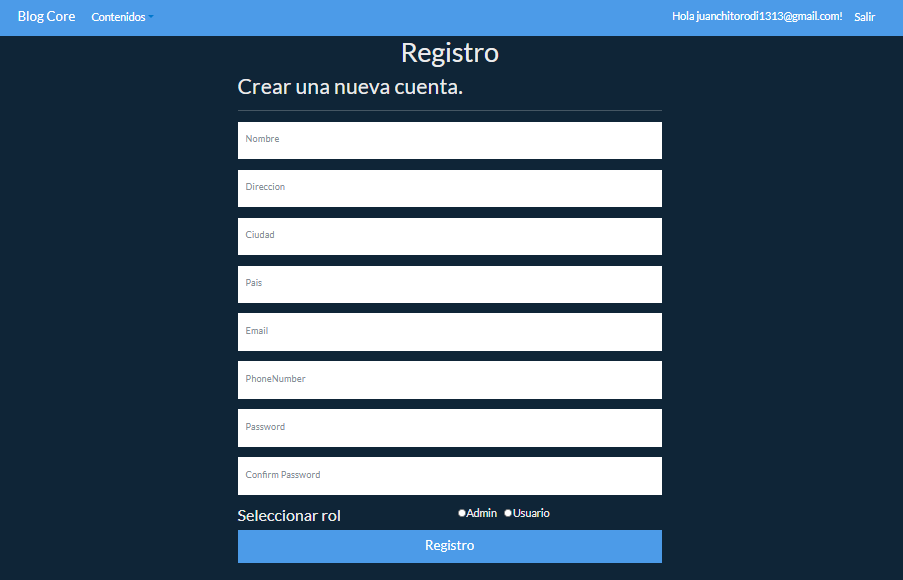 Blog Core Contenidos Hola juanchitorodi1313@gmail.com! Salir
Registro
Crear una nueva cuenta.
Nombre
Direccion
Ciudad
Pais
Email
PhoneNumber
Password
Confirm Password
Seleccionar rol Admin Usuario
Registro